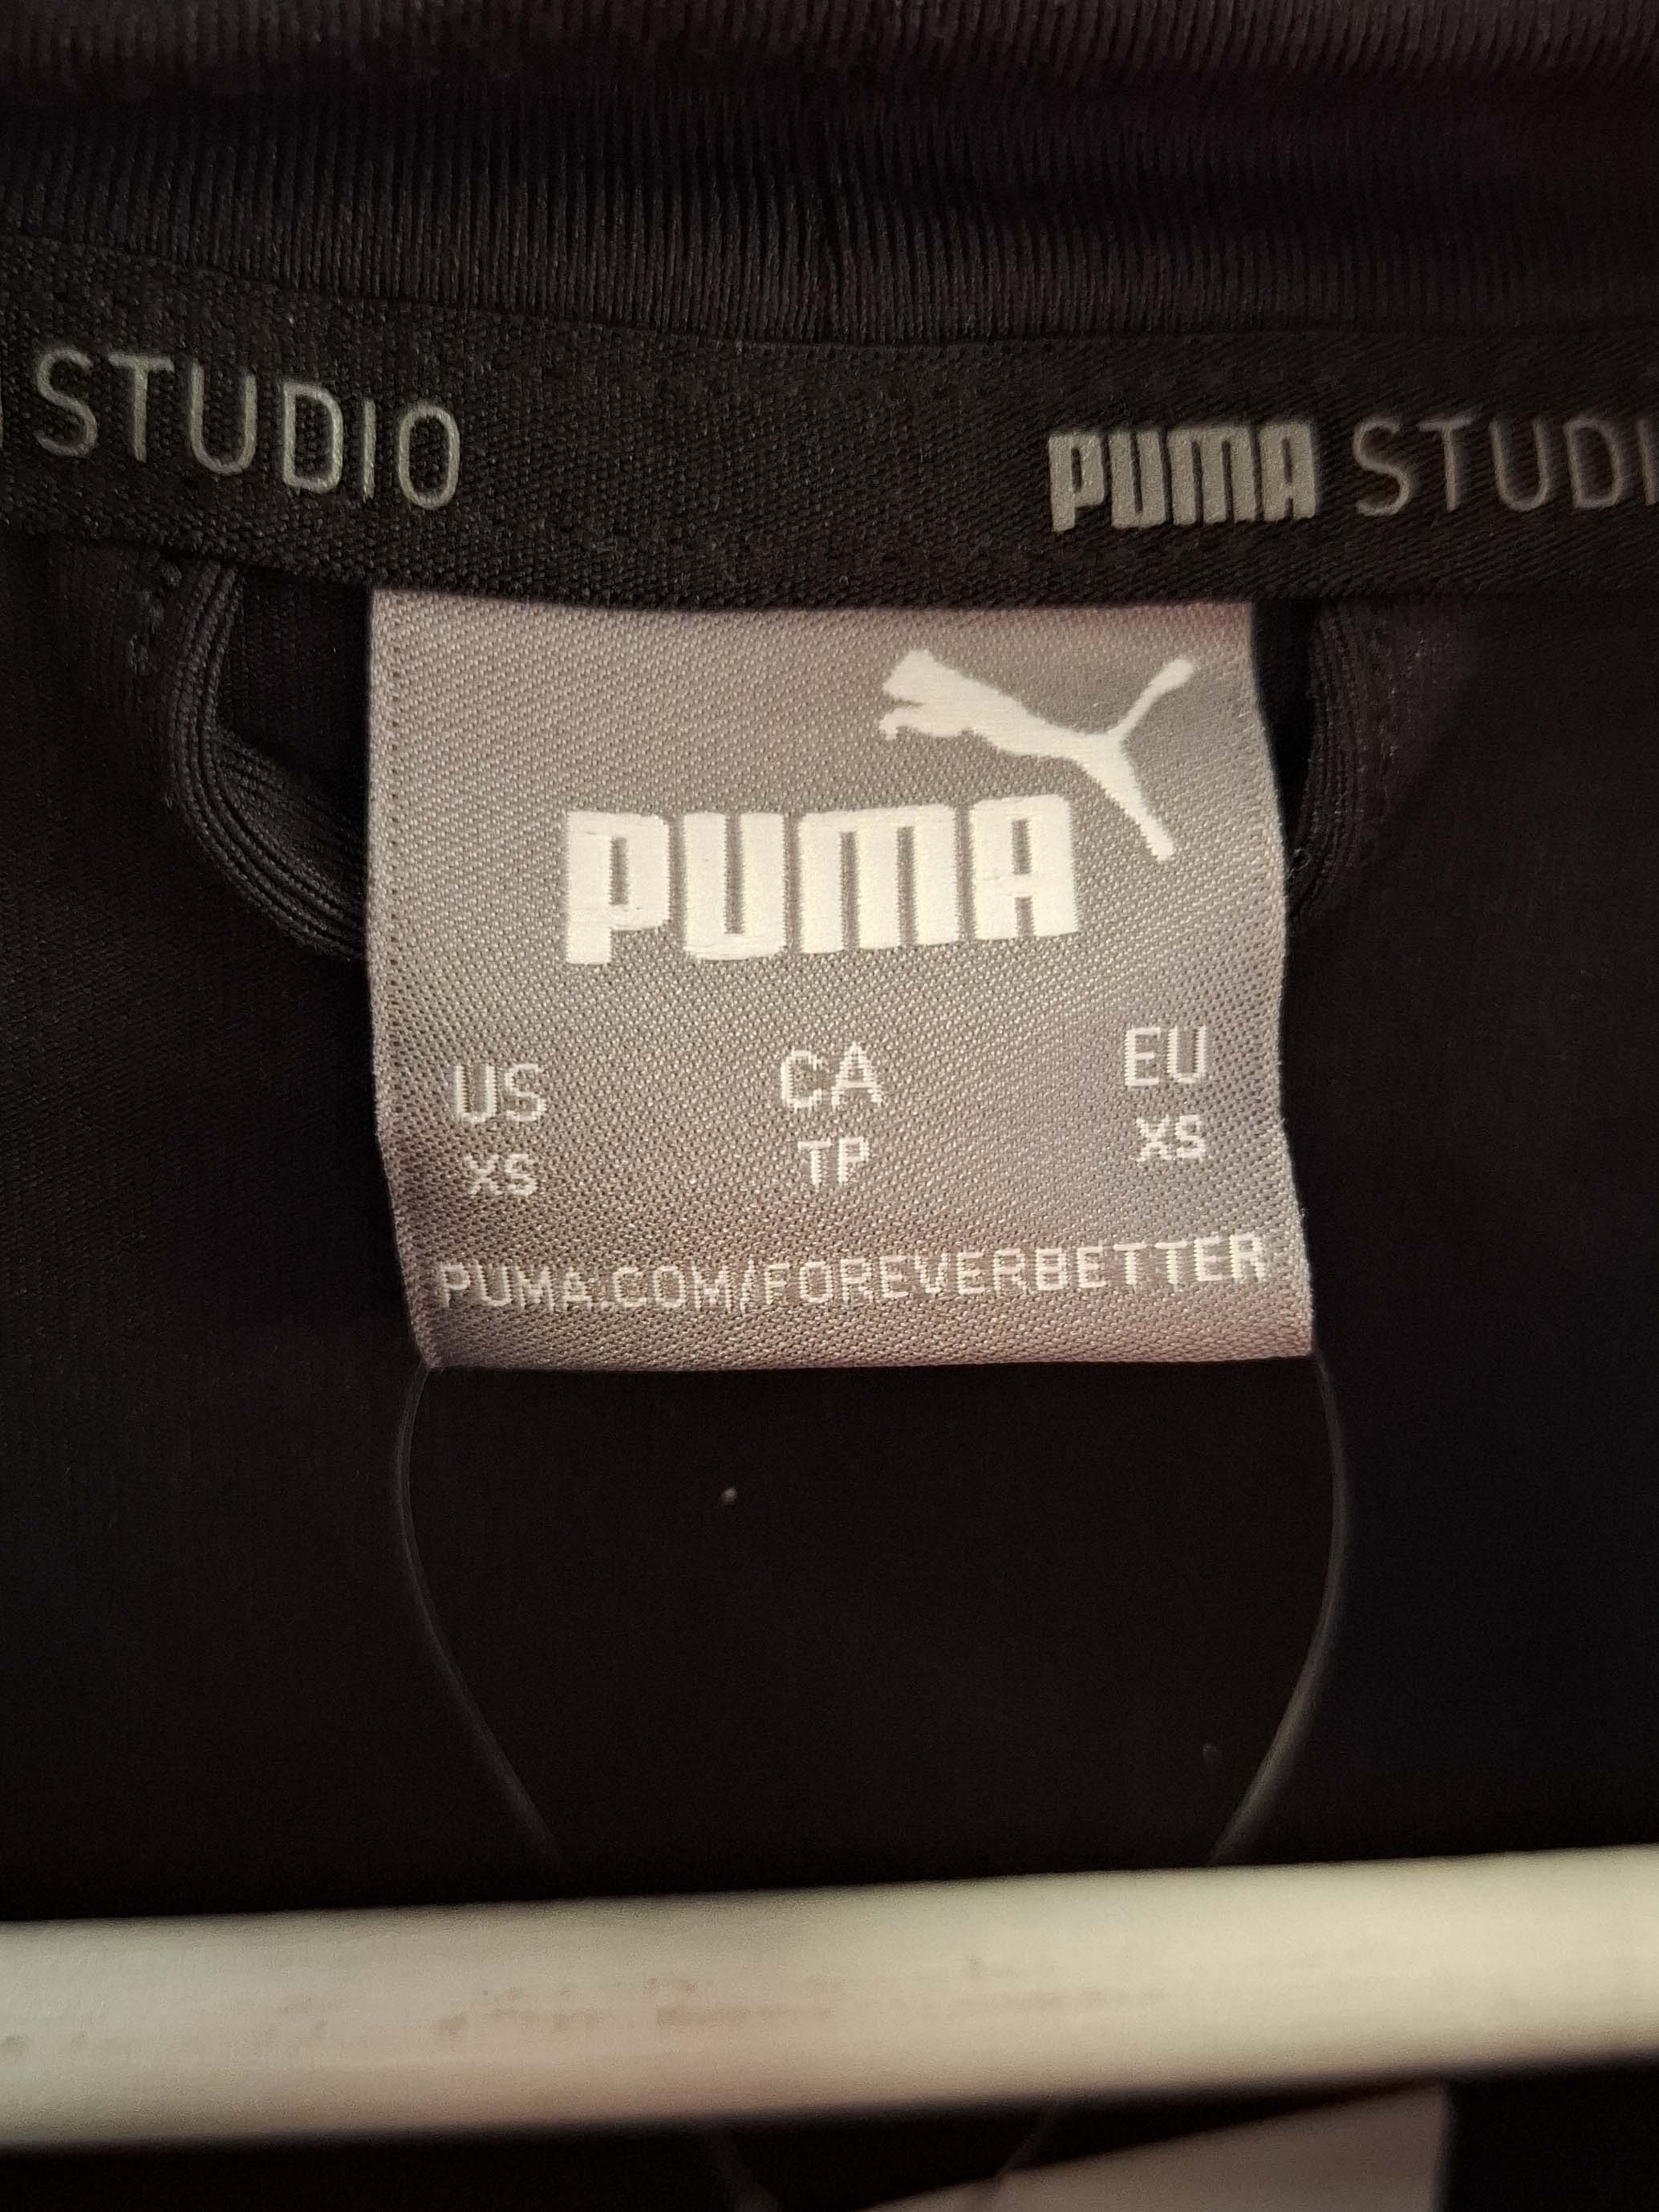 STUDIO PUMA STUDI
PUMA
US CA EU
XS TP XS
PUMA.COM/FOREVERBETTER